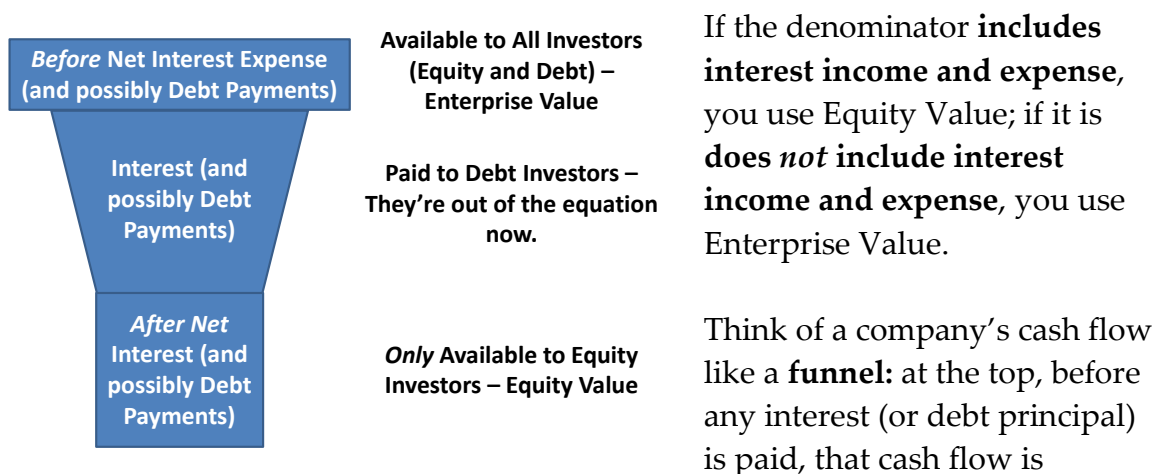 Before Net Interest Expense
(and possibly Debt Payments)
Available to All Investors
(Equity and Debt) –
Enterprise Value
Interest (and
possibly Debt
Payments)
Paid to Debt Investors –
They're out of the equation
now.
After Net
Interest (and
possibly Debt
Payments)
Only Available to Equity
Investors – Equity Value
If the denominator includes
interest income and expense,
you use Equity Value; if it is
does not include interest
income and expense, you use
Enterprise Value.
Think of a company's cash flow
like a funnel: at the top, before
any interest (or debt principal)
is paid, that cash flow is